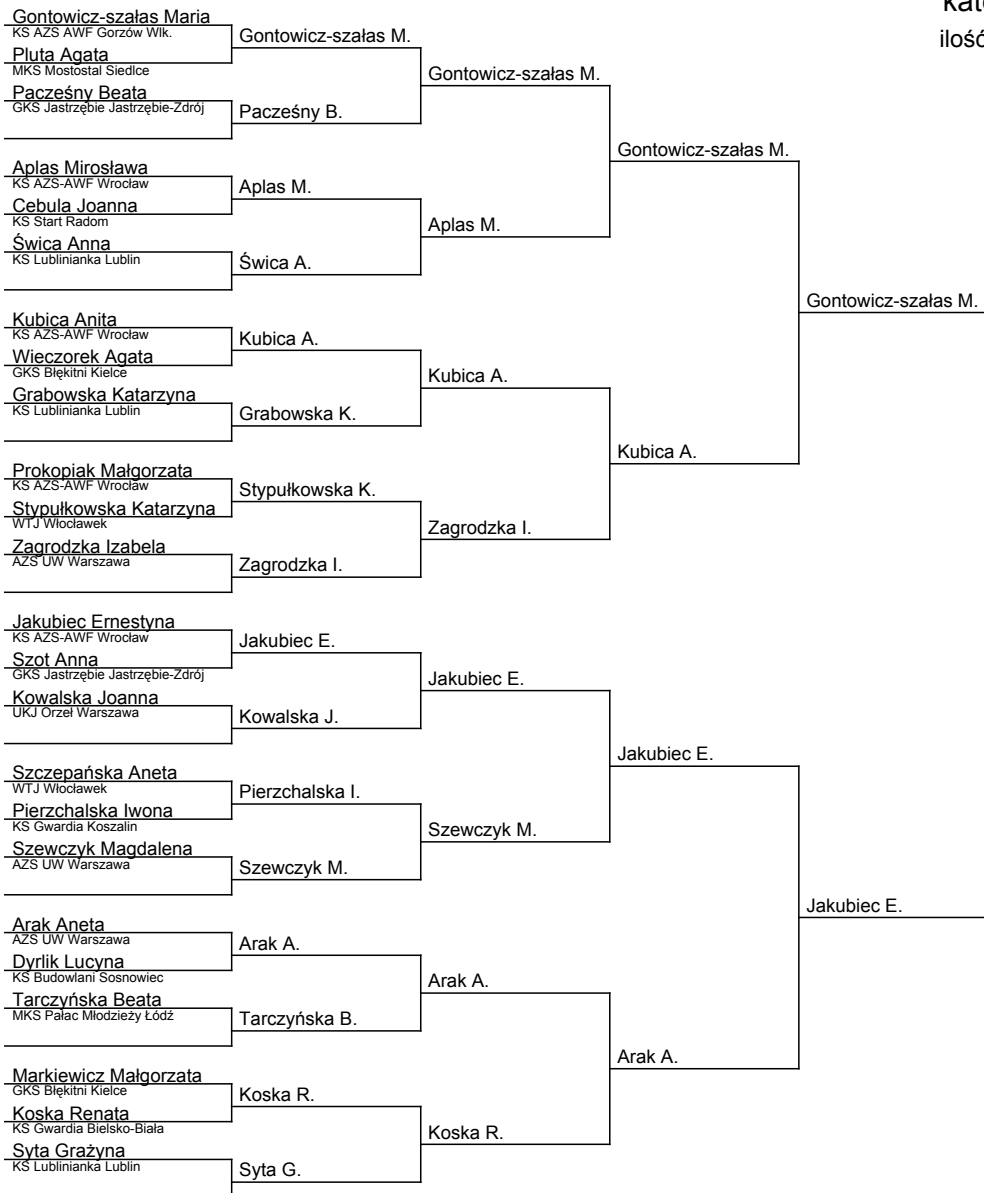 kat
ilość
Gontowicz-szałas Maria
KS AZS AWF Gorzów Wlk.
Pluta Agata
MKS Mostostal Siedlce
Pacześny Beata
GKS Jastrzębie Jastrzębie-Zdrój
Aplas Mirosława
KS AZS-AWF Wrocław
Cebula Joanna
KS Start Radom
Świca Anna
KS Lublinianka Lublin
Kubica Anita
KS AZS-AWF Wrocław
Wieczorek Agata
GKS Błękitni Kielce
Grabowska Katarzyna
KS Lublinianka Lublin
Prokopiak Małgorzata
KS AZS-AWF Wrocław
Stypułkowska Katarzyna
WTJ Włocławek
Zagrodzka Izabela
AZS UW Warszawa
Jakubiec Ernestyna
KS AZS-AWF Wrocław
Szot Anna
GKS Jastrzębie Jastrzębie-Zdrój
Kowalska Joanna
UKJ Orzeł Warszawa
Szczepańska Aneta
WTJ Włocławek
Pierzchalska Iwona
KS Gwardia Koszalin
Szewczyk Magdalena
AZS UW Warszawa
Arak Aneta
AZS UW Warszawa
Dyrlik Lucyna
KS Budowlani Sosnowiec
Tarczyńska Beata
MKS Pałac Młodzieży Łódź
Markiewicz Małgorzata
GKS Błękitni Kielce
Koska Renata
KS Gwardia Bielsko-Biała
Syta Grażyna
KS Lublinianka Lublin
Gontowicz-szałas M.
Pacześny B.
Aplas M.
Świca A.
Kubica A.
Grabowska K.
Stypułkowska K.
Zagrodzka I.
Jakubiec E.
Kowalska J.
Pierzchalska I.
Szewczyk M.
Arak A.
Tarczyńska B.
Koska R.
Syta G.
Gontowicz-szałas M.
Aplas M.
Kubica A.
Zagrodzka I.
Jakubiec E.
Szewczyk M.
Arak A.
Koska R.
Gontowicz-szałas M.
Kubica A.
Jakubiec E.
Arak A.
Gontowicz-szałas M.
Jakubiec E.